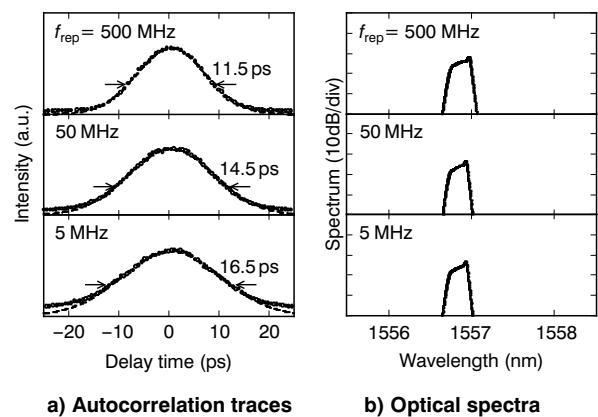 f_rep = 500 MHz
11.5 ps
50 MHz
14.5 ps
5 MHz
16.5 ps
Intensity (a.u.)
−20 −10 0 10 20
Delay time (ps)
a) Autocorrelation traces
f_rep = 500 MHz
50 MHz
5 MHz
Spectrum (10dB/div)
1556 1557 1558
Wavelength (nm)
b) Optical spectra